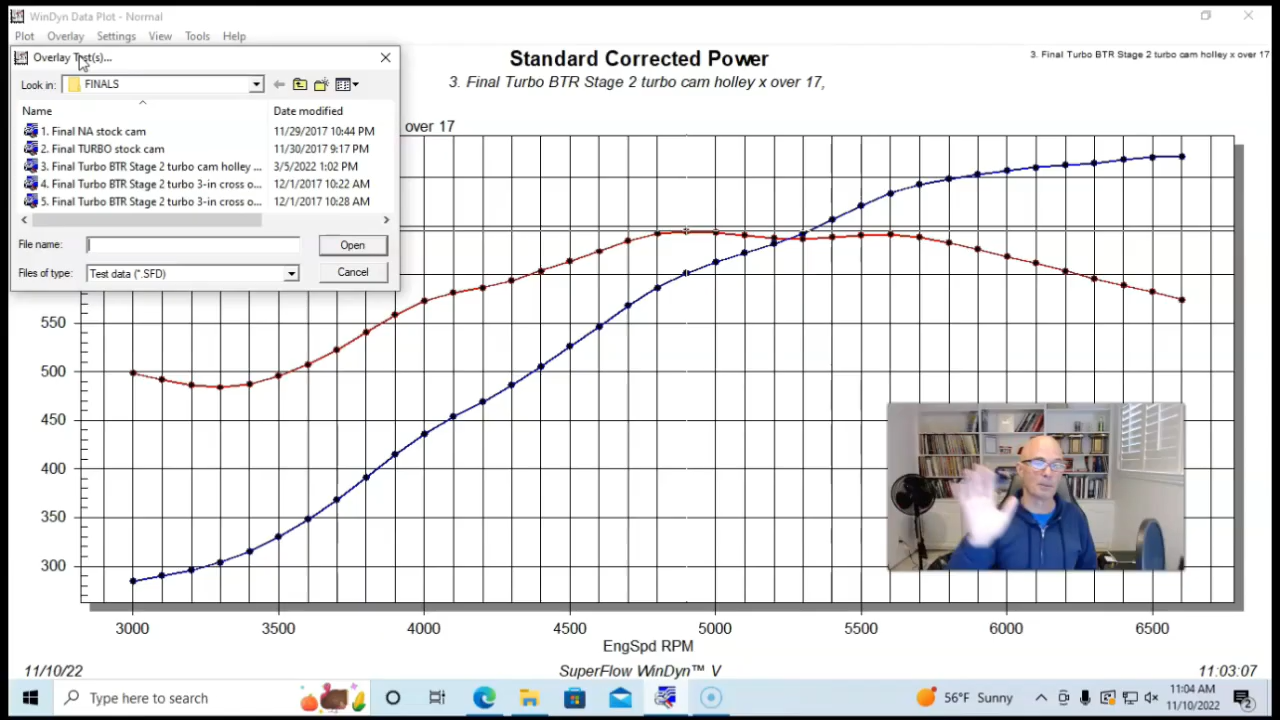 WinDyn Data Plot - Normal
Plot Overlay Settings View Tools Help
Overlay Test(s)...
Look in: FINALS
Name Date modified
1. Final NA stock cam 11/29/2017 10:44 PM
2. Final TURBO stock cam 11/30/2017 9:17 PM
3. Final Turbo BTR Stage 2 turbo cam holley ... 3/5/2022 1:02 PM
4. Final Turbo BTR Stage 2 turbo 3-in cross o... 12/1/2017 10:22 AM
5. Final Turbo BTR Stage 2 turbo 3-in cross o... 12/1/2017 10:28 AM
File name: Open
Files of type: Test data (*.SFD) Cancel
Standard Corrected Power
3. Final Turbo BTR Stage 2 turbo cam holley x over 17,
3. Final Turbo BTR Stage 2 turbo cam holley x over 17
over 17
550
500
450
400
350
300
3000 3500 4000 4500 5000 5500 6000 6500
EngSpd RPM
11/10/22 SuperFlow WinDyn™ V 11:03:07
Type here to search
56°F Sunny
11:04 AM
11/10/2022
2